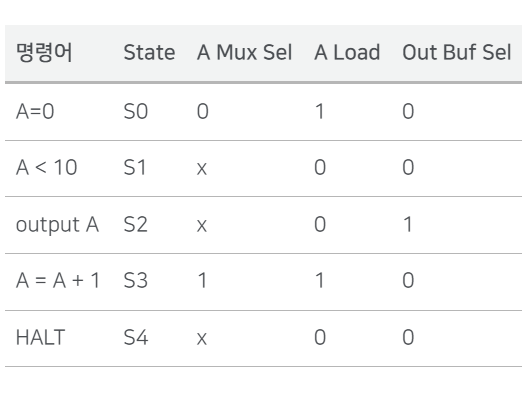 명령어 State A Mux Sel A Load Out Buf Sel
A=0 S0 0 1 0
A < 10 S1 x 0 0
output A S2 x 0 1
A = A + 1 S3 1 1 0
HALT S4 x 0 0